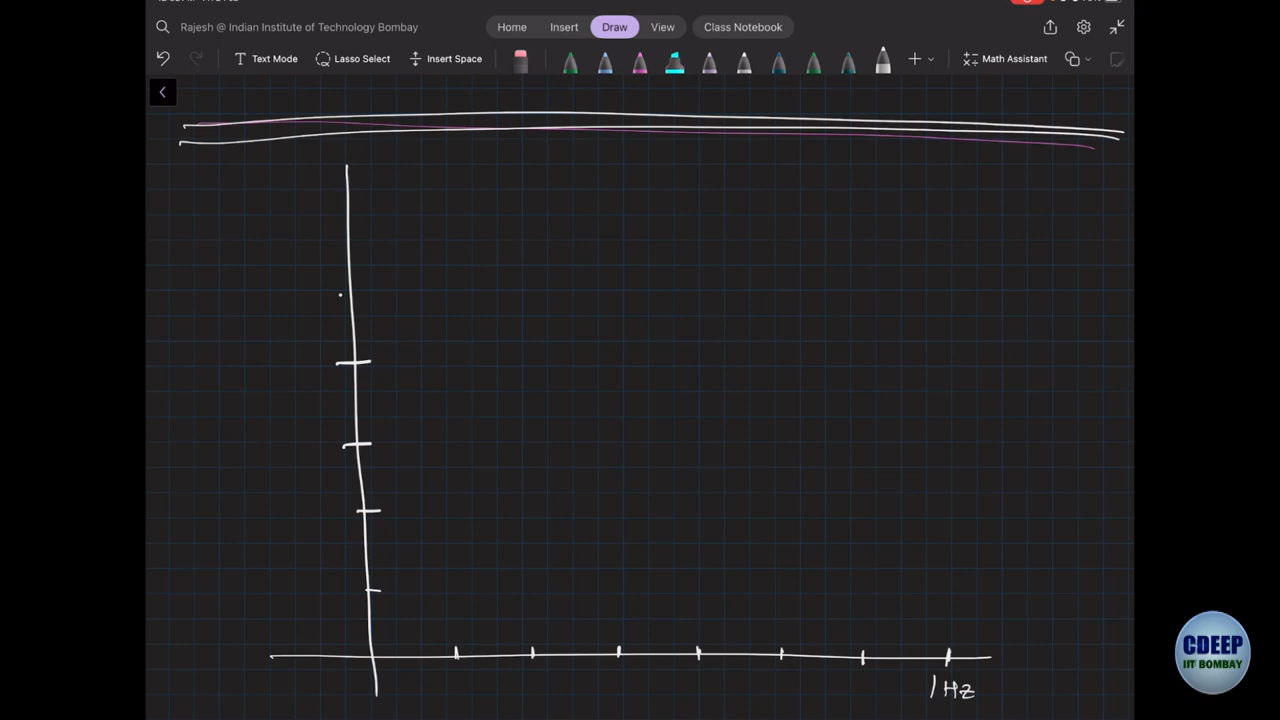 Rajesh @ Indian Institute of Technology Bombay
Home Insert Draw View Class Notebook
Text Mode Lasso Select Insert Space Math Assistant
1 Hz
CDEEP
IIT BOMBAY